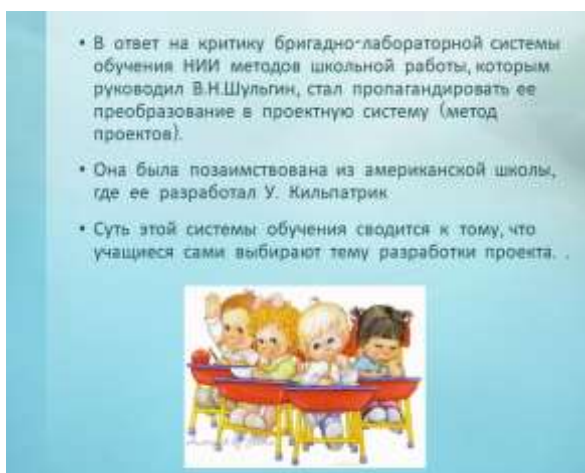 • В ответ на критику бригадно-лабораторной системы
обучения НИИ методов школьной работы, которым
руководил В.Н.Шульгин, стал пропагандировать ее
преобразование в проектную систему (метод
проектов).
• Она была позаимствована из американской школы,
где ее разработал У. Кильпатрик
• Суть этой системы обучения сводится к тому, что
учащиеся сами выбирают тему разработки проекта. .